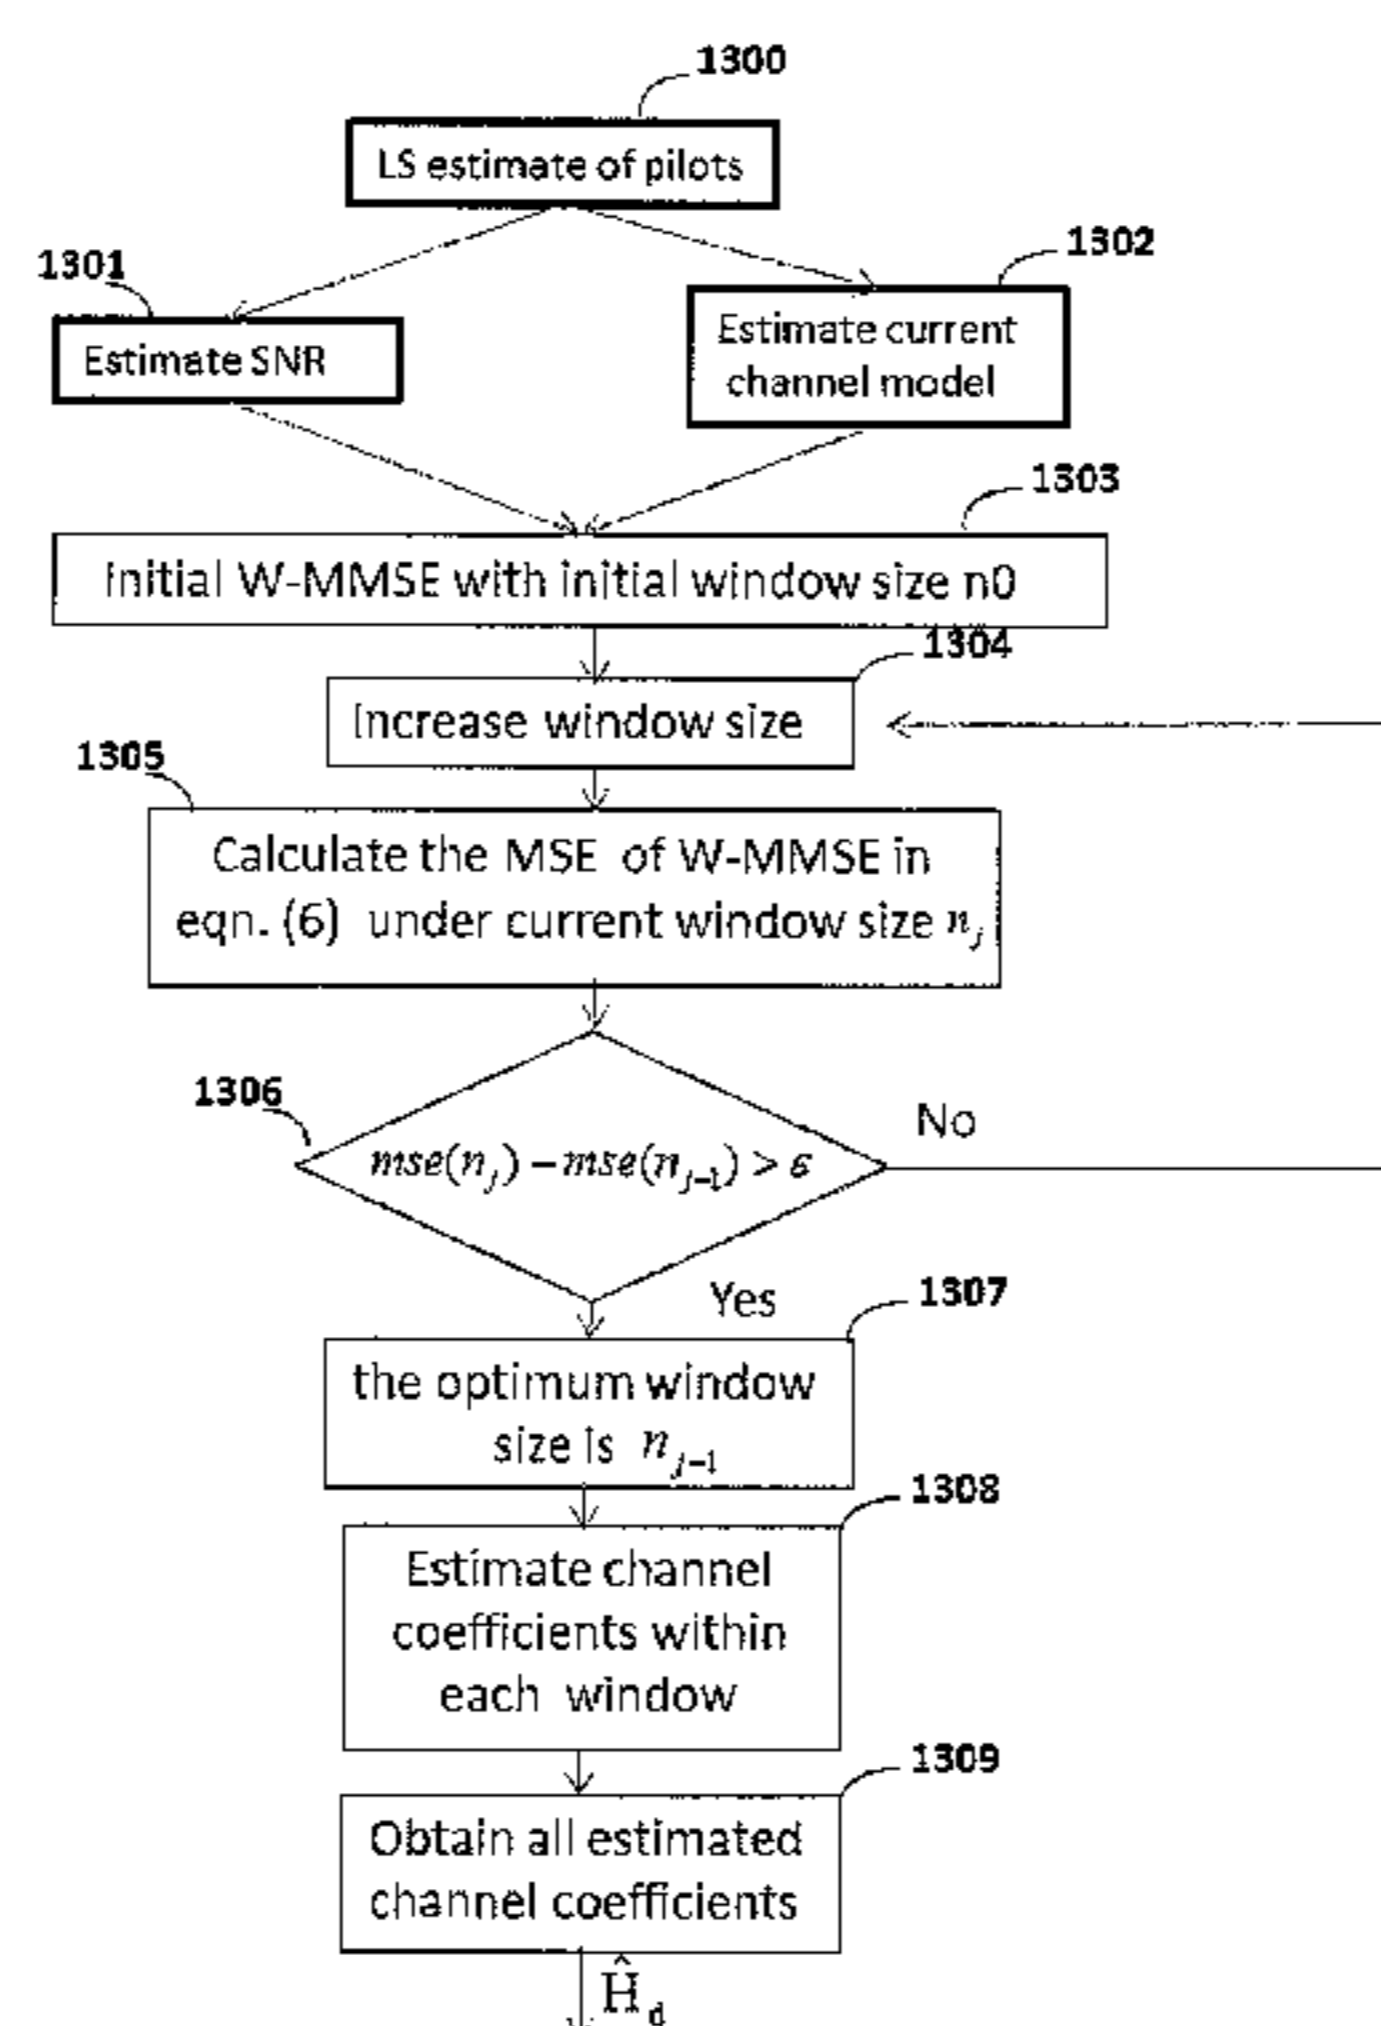 1300
LS estimate of pilots
1301
1302
Estimate SNR
Estimate current
channel model
1303
Initial W-MMSE with initial window size n0
1304
Increase window size
1305
Calculate the MSE of W-MMSE in
eqn. (6) under current window size n_j
1306
No
mse(n_j) – mse(n_{j–1}) > ε
Yes
1307
the optimum window
size is n_{j–1}
1308
Estimate channel
coefficients within
each window
1309
Obtain all estimated
channel coefficients
Ĥ_d